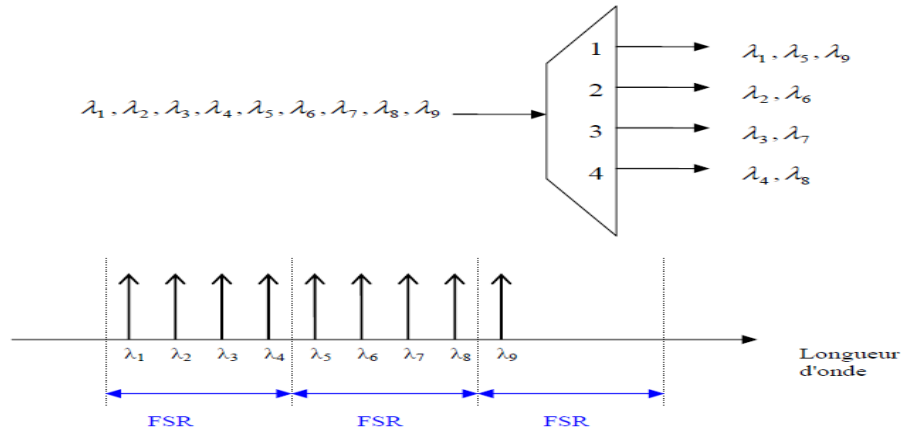 1
λ₁, λ₅, λ₉
2
λ₂, λ₆
λ₁, λ₂, λ₃, λ₄, λ₅, λ₆, λ₇, λ₈, λ₉
3
λ₃, λ₇
4
λ₄, λ₈
λ₁ λ₂ λ₃ λ₄ λ₅ λ₆ λ₇ λ₈ λ₉
Longueur
d'onde
FSR FSR FSR